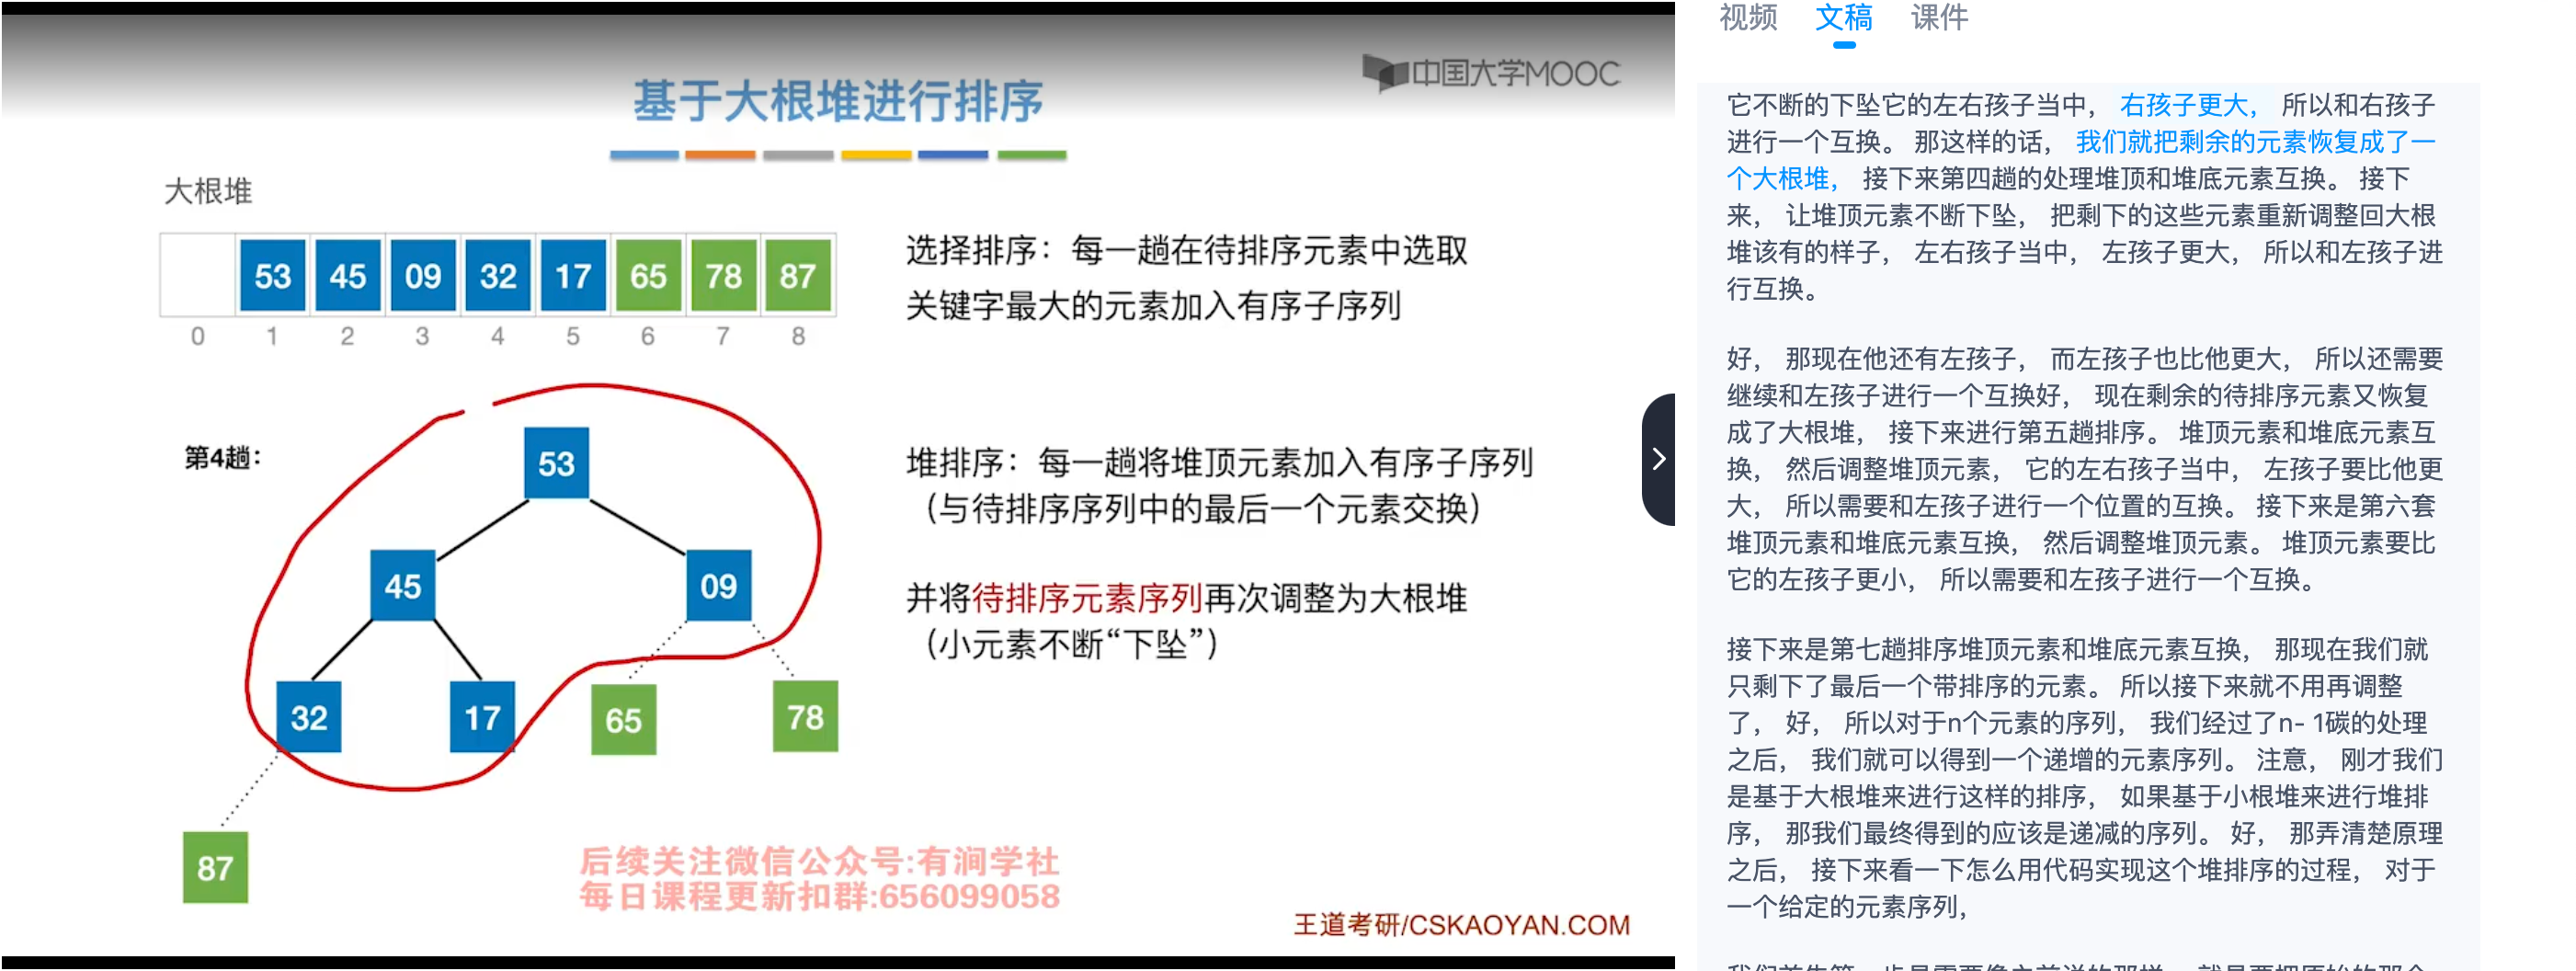 中国大学MOOC
基于大根堆进行排序
大根堆
53 45 09 32 17 65 78 87
0 1 2 3 4 5 6 7 8
选择排序：每一趟在待排序元素中选取
关键字最大的元素加入有序子序列
第4趟：
53
45 09
32 17 65 78
87
堆排序：每一趟将堆顶元素加入有序子序列
（与待排序序列中的最后一个元素交换）
并将待排序元素序列再次调整为大根堆
（小元素不断“下坠”）
后续关注微信公众号:有涧学社
每日课程更新扣群:656099058
王道考研/CSKAOYAN.COM
视频 文稿 课件
它不断的下坠它的左右孩子当中， 右孩子更大， 所以和右孩子
进行一个互换。 那这样的话， 我们就把剩余的元素恢复成了一
个大根堆， 接下来第四趟的处理堆顶和堆底元素互换。 接下
来， 让堆顶元素不断下坠， 把剩下的这些元素重新调整回大根
堆该有的样子， 左右孩子当中， 左孩子更大， 所以和左孩子进
行互换。
好， 那现在他还有左孩子， 而左孩子也比他更大， 所以还需要
继续和左孩子进行一个互换好， 现在剩余的待排序元素又恢复
成了大根堆， 接下来进行第五趟排序。 堆顶元素和堆底元素互
换， 然后调整堆顶元素， 它的左右孩子当中， 左孩子要比他更
大， 所以需要和左孩子进行一个位置的互换。 接下来是第六套
堆顶元素和堆底元素互换， 然后调整堆顶元素。 堆顶元素要比
它的左孩子更小， 所以需要和左孩子进行一个互换。
接下来是第七趟排序堆顶元素和堆底元素互换， 那现在我们就
只剩下了最后一个带排序的元素。 所以接下来就不用再调整
了， 好， 所以对于n个元素的序列， 我们经过了n- 1碳的处理
之后， 我们就可以得到一个递增的元素序列。 注意， 刚才我们
是基于大根堆来进行这样的排序， 如果基于小根堆来进行堆排
序， 那我们最终得到的应该是递减的序列。 好， 那弄清楚原理
之后， 接下来看一下怎么用代码实现这个堆排序的过程， 对于
一个给定的元素序列，